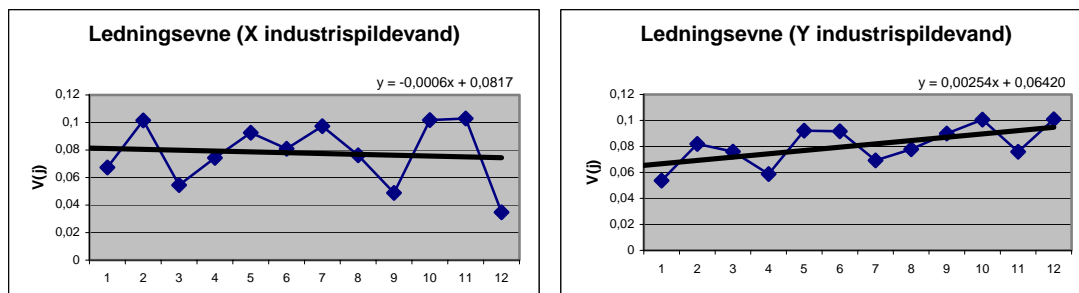 Ledningsevne (X industrispildevand)
y = -0,0006x + 0,0817
0,12
0,1
0,08
0,06
0,04
0,02
0
V(j)
1 2 3 4 5 6 7 8 9 10 11 12
Ledningsevne (Y industrispildevand)
y = 0,00254x + 0,06420
0,12
0,1
0,08
0,06
0,04
0,02
0
V(j)
1 2 3 4 5 6 7 8 9 10 11 12